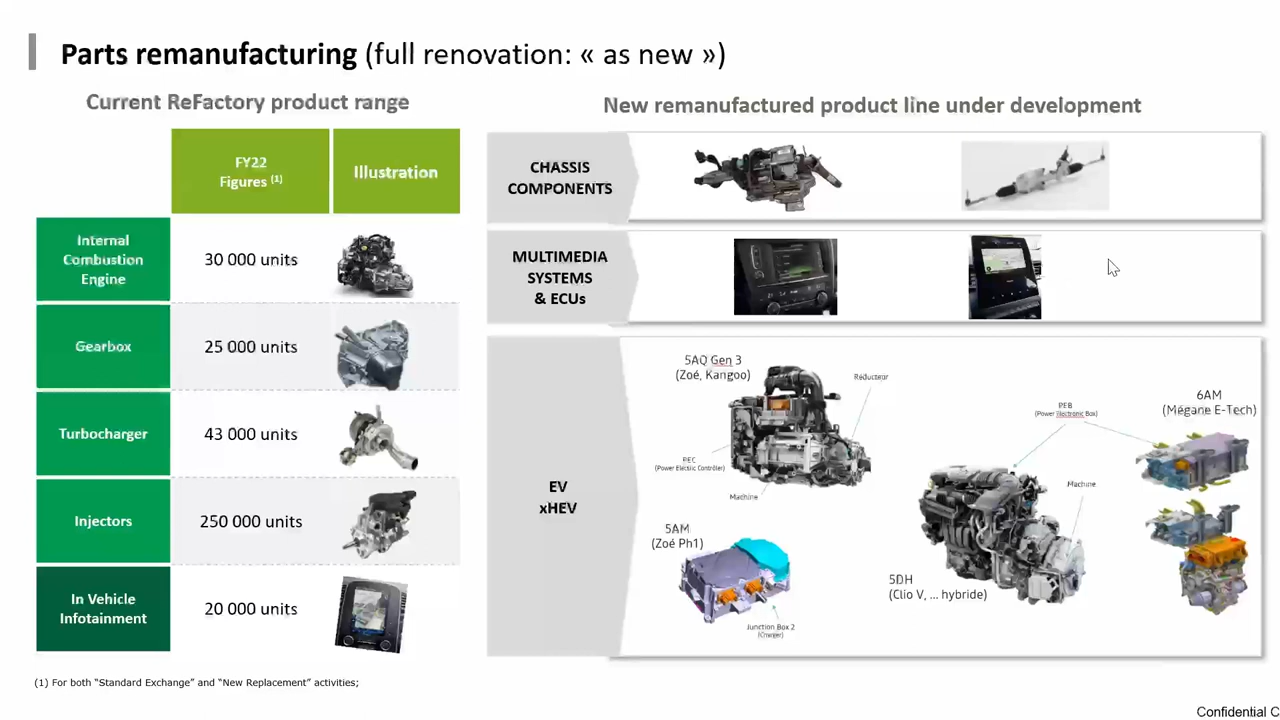 Parts remanufacturing (full renovation: « as new »)
Current ReFactory product range
FY22
Figures (1)
Illustration
Internal
Combustion
Engine
30 000 units
Gearbox
25 000 units
Turbocharger
43 000 units
Injectors
250 000 units
In Vehicle
Infotainment
20 000 units
(1) For both “Standard Exchange” and “New Replacement” activities;
New remanufactured product line under development
CHASSIS
COMPONENTS
MULTIMEDIA
SYSTEMS
& ECUs
EV
xHEV
5AQ Gen 3
(Zoé, Kangoo)
Réducteur
PEC
(Power Electric Controller)
Machine
5AM
(Zoé Ph1)
Junction Box 2
(Charger)
PEB
(Power Electronic Box)
Machine
5DH
(Clio V, ... hybride)
6AM
(Mégane E-Tech)
Confidential C